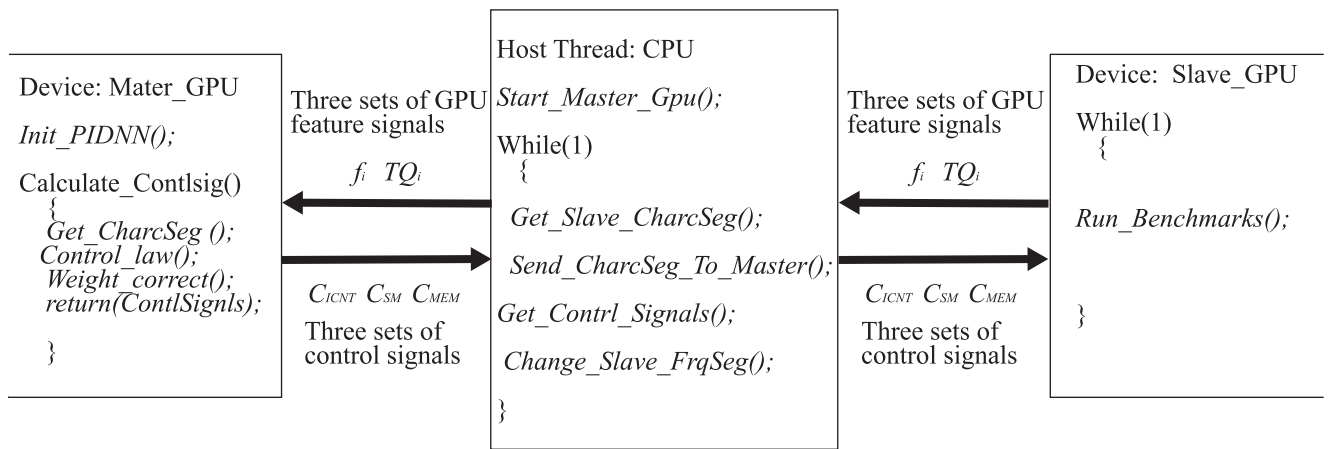 Device: Mater_GPU
Init_PIDNN();
Calculate_Contlsig()
{
Get_CharcSeg ();
Control_law();
Weight_correct();
return(ContlSignls);
}
Three sets of GPU
feature signals
fi TQi
CICNT CSM CMEM
Three sets of
control signals
Host Thread: CPU
Start_Master_Gpu();
While(1)
{
Get_Slave_CharcSeg();
Send_CharcSeg_To_Master();
Get_Contrl_Signals();
Change_Slave_FrqSeg();
}
Three sets of GPU
feature signals
fi TQi
CICNT CSM CMEM
Three sets of
control signals
Device: Slave_GPU
While(1)
{
Run_Benchmarks();
}